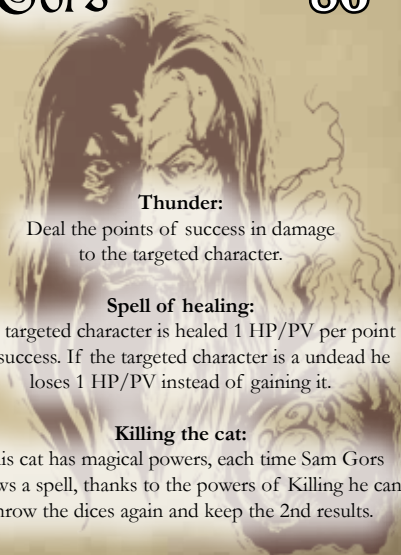 Gors 80
Thunder:
Deal the points of success in damage
to the targeted character.
Spell of healing:
targeted character is healed 1 HP/PV per point
success. If the targeted character is a undead he
loses 1 HP/PV instead of gaining it.
Killing the cat:
is cat has magical powers, each time Sam Gors
ws a spell, thanks to the powers of Killing he can
hrow the dices again and keep the 2nd results.